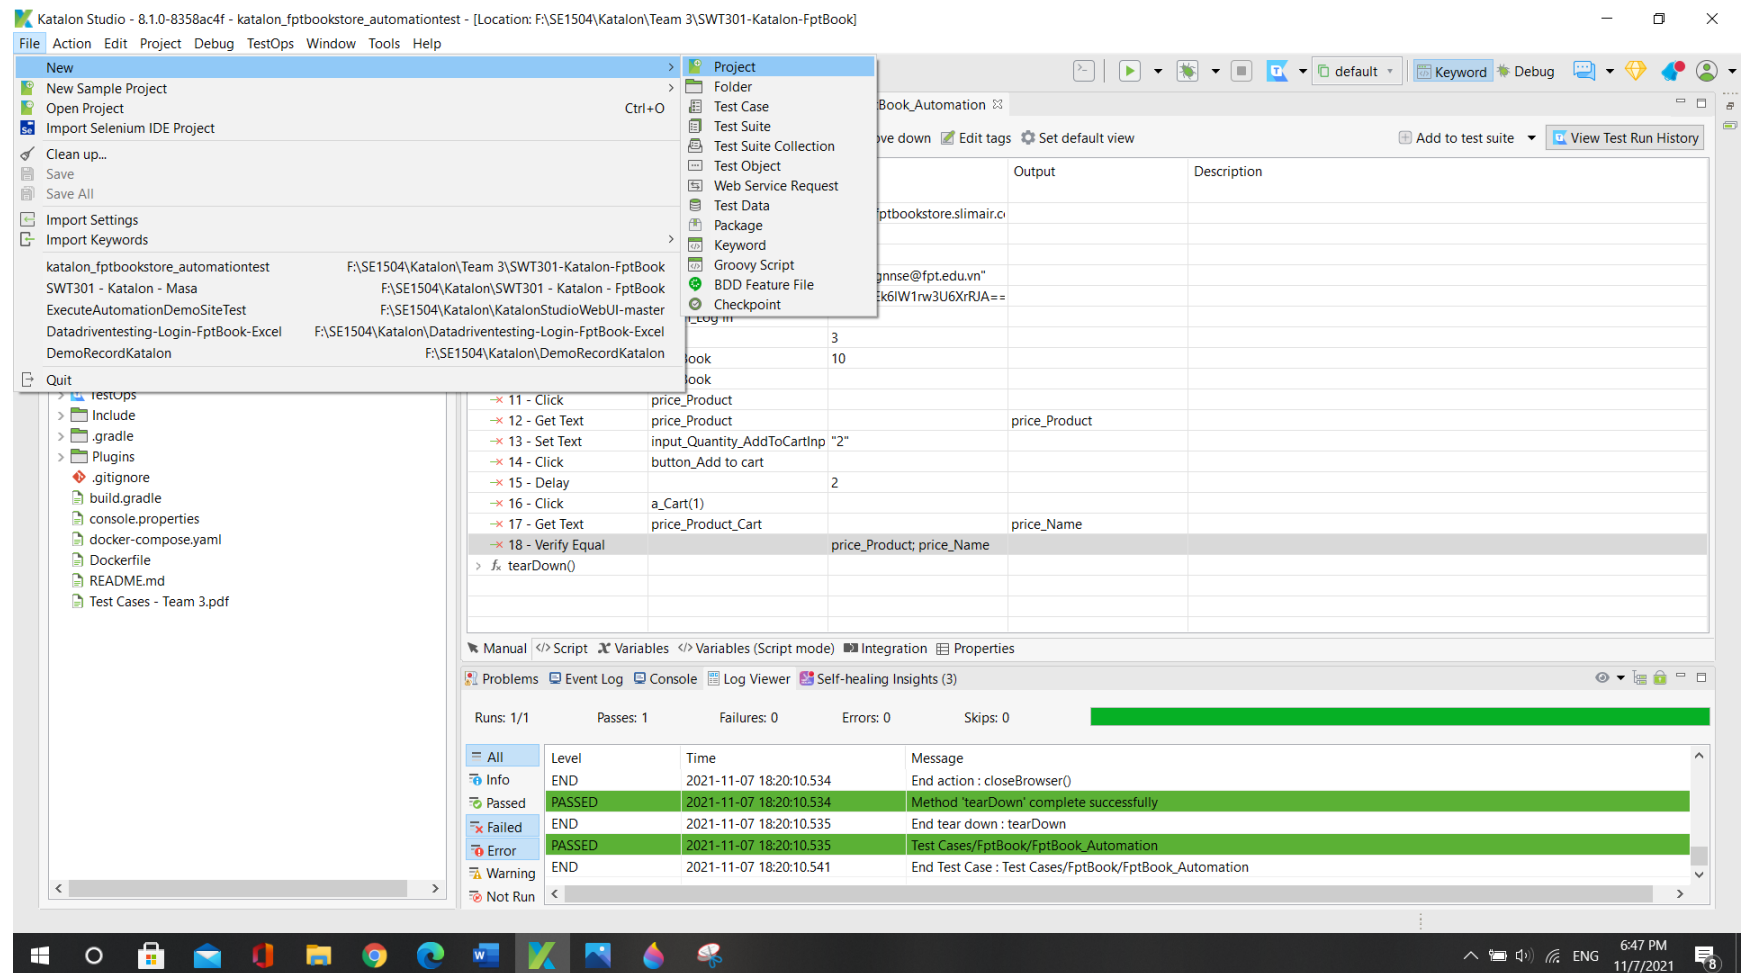 Katalon Studio - 8.1.0-8358ac4f - katalon_fptbookstore_automationtest - [Location: F:\SE1504\Katalon\Team 3\SWT301-Katalon-FptBook]
File Action Edit Project Debug TestOps Window Tools Help
New
New Sample Project
Open Project Ctrl+O
Import Selenium IDE Project
Clean up...
Save
Save All
Import Settings
Import Keywords
katalon_fptbookstore_automationtest F:\SE1504\Katalon\Team 3\SWT301-Katalon-FptBook
SWT301 - Katalon - Masa F:\SE1504\Katalon\SWT301 - Katalon - FptBook
ExecuteAutomationDemoSiteTest F:\SE1504\Katalon\KatalonStudioWebUI-master
Datadriventesting-Login-FptBook-Excel F:\SE1504\Katalon\Datadriventesting-Login-FptBook-Excel
DemoRecordKatalon F:\SE1504\Katalon\DemoRecordKatalon
Quit
Project
Folder
Test Case
Test Suite
Test Suite Collection
Test Object
Web Service Request
Test Data
Package
Keyword
Groovy Script
BDD Feature File
Checkpoint
default Keyword Debug
Book_Automation
ove down Edit tags Set default view Add to test suite View Test Run History
Output Description
fptbookstore.slimair.co
gnnse@fpt.edu.vn"
Ek6lW1rw3U6XrRJA==
_Log in
3
ook 10
ook
11 - Click price_Product
12 - Get Text price_Product price_Product
13 - Set Text input_Quantity_AddToCartInp "2"
14 - Click button_Add to cart
15 - Delay 2
16 - Click a_Cart(1)
17 - Get Text price_Product_Cart price_Name
18 - Verify Equal price_Product; price_Name
tearDown()
TestOps
Include
.gradle
Plugins
.gitignore
build.gradle
console.properties
docker-compose.yaml
Dockerfile
README.md
Test Cases - Team 3.pdf
Manual Script Variables Variables (Script mode) Integration Properties
Problems Event Log Console Log Viewer Self-healing Insights (3)
Runs: 1/1 Passes: 1 Failures: 0 Errors: 0 Skips: 0
All
Info
Passed
Failed
Error
Warning
Not Run
Level Time Message
END 2021-11-07 18:20:10.534 End action : closeBrowser()
PASSED 2021-11-07 18:20:10.534 Method 'tearDown' complete successfully
END 2021-11-07 18:20:10.535 End tear down : tearDown
PASSED 2021-11-07 18:20:10.535 Test Cases/FptBook/FptBook_Automation
END 2021-11-07 18:20:10.541 End Test Case : Test Cases/FptBook/FptBook_Automation
ENG
6:47 PM
11/7/2021
8